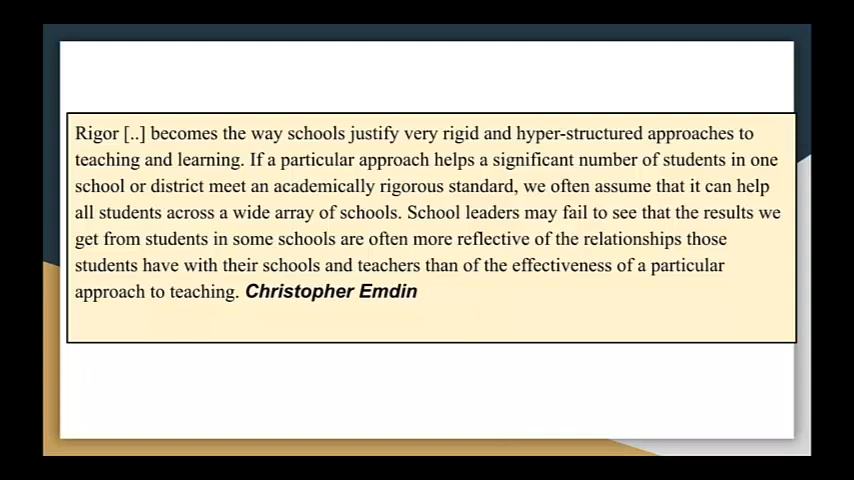 Rigor [..] becomes the way schools justify very rigid and hyper-structured approaches to
teaching and learning. If a particular approach helps a significant number of students in one
school or district meet an academically rigorous standard, we often assume that it can help
all students across a wide array of schools. School leaders may fail to see that the results we
get from students in some schools are often more reflective of the relationships those
students have with their schools and teachers than of the effectiveness of a particular
approach to teaching. Christopher Emdin